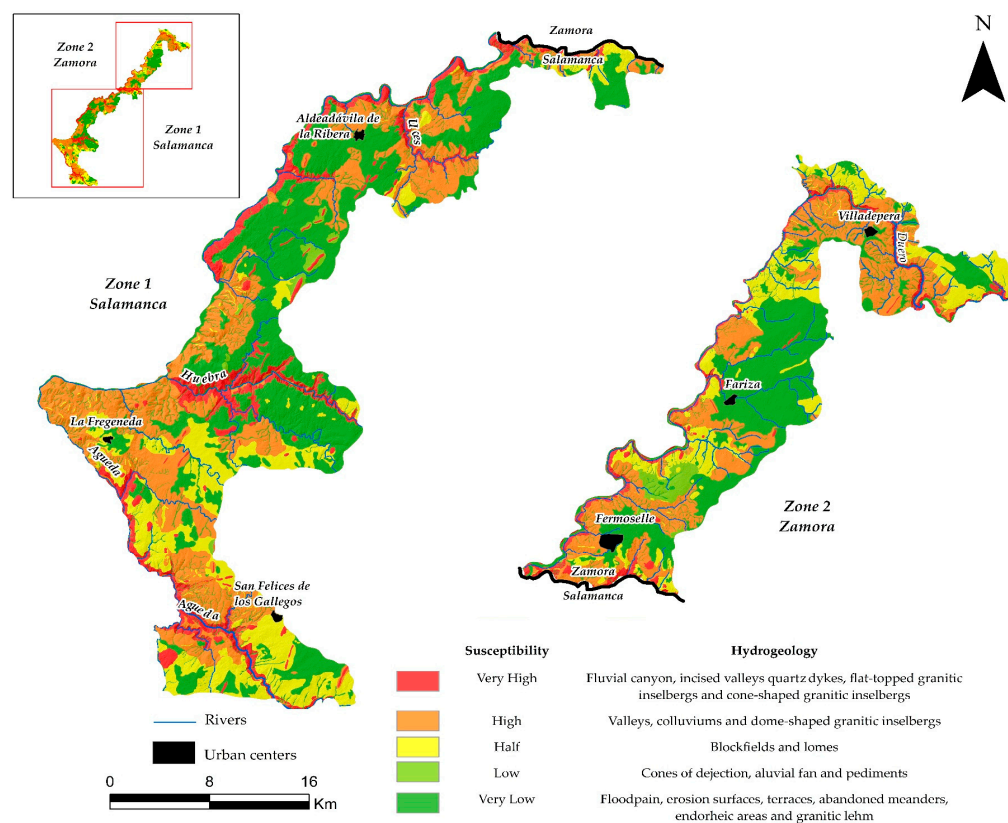 Zone 2
Zamora
Zone 1
Salamanca
Zamora
Salamanca
N
Aldeadávila de
la Ribera
Uces
Villadepera
Duero
Zone 1
Salamanca
Huebra
Fariza
La Fregeneda
Agueda
Zone 2
Zamora
Fermoselle
San Felices de
los Gallegos
Agueda
Zamora
Salamanca
Susceptibility Hydrogeology
Very High Fluvial canyon, incised valleys quartz dykes, flat-topped granitic
inselbergs and cone-shaped granitic inselbergs
High Valleys, colluviums and dome-shaped granitic inselbergs
Half Blockfields and lomes
Low Cones of dejection, aluvial fan and pediments
Very Low Floodpain, erosion surfaces, terraces, abandoned meanders,
endorheic areas and granitic lehm
Rivers
Urban centers
0 8 16
Km